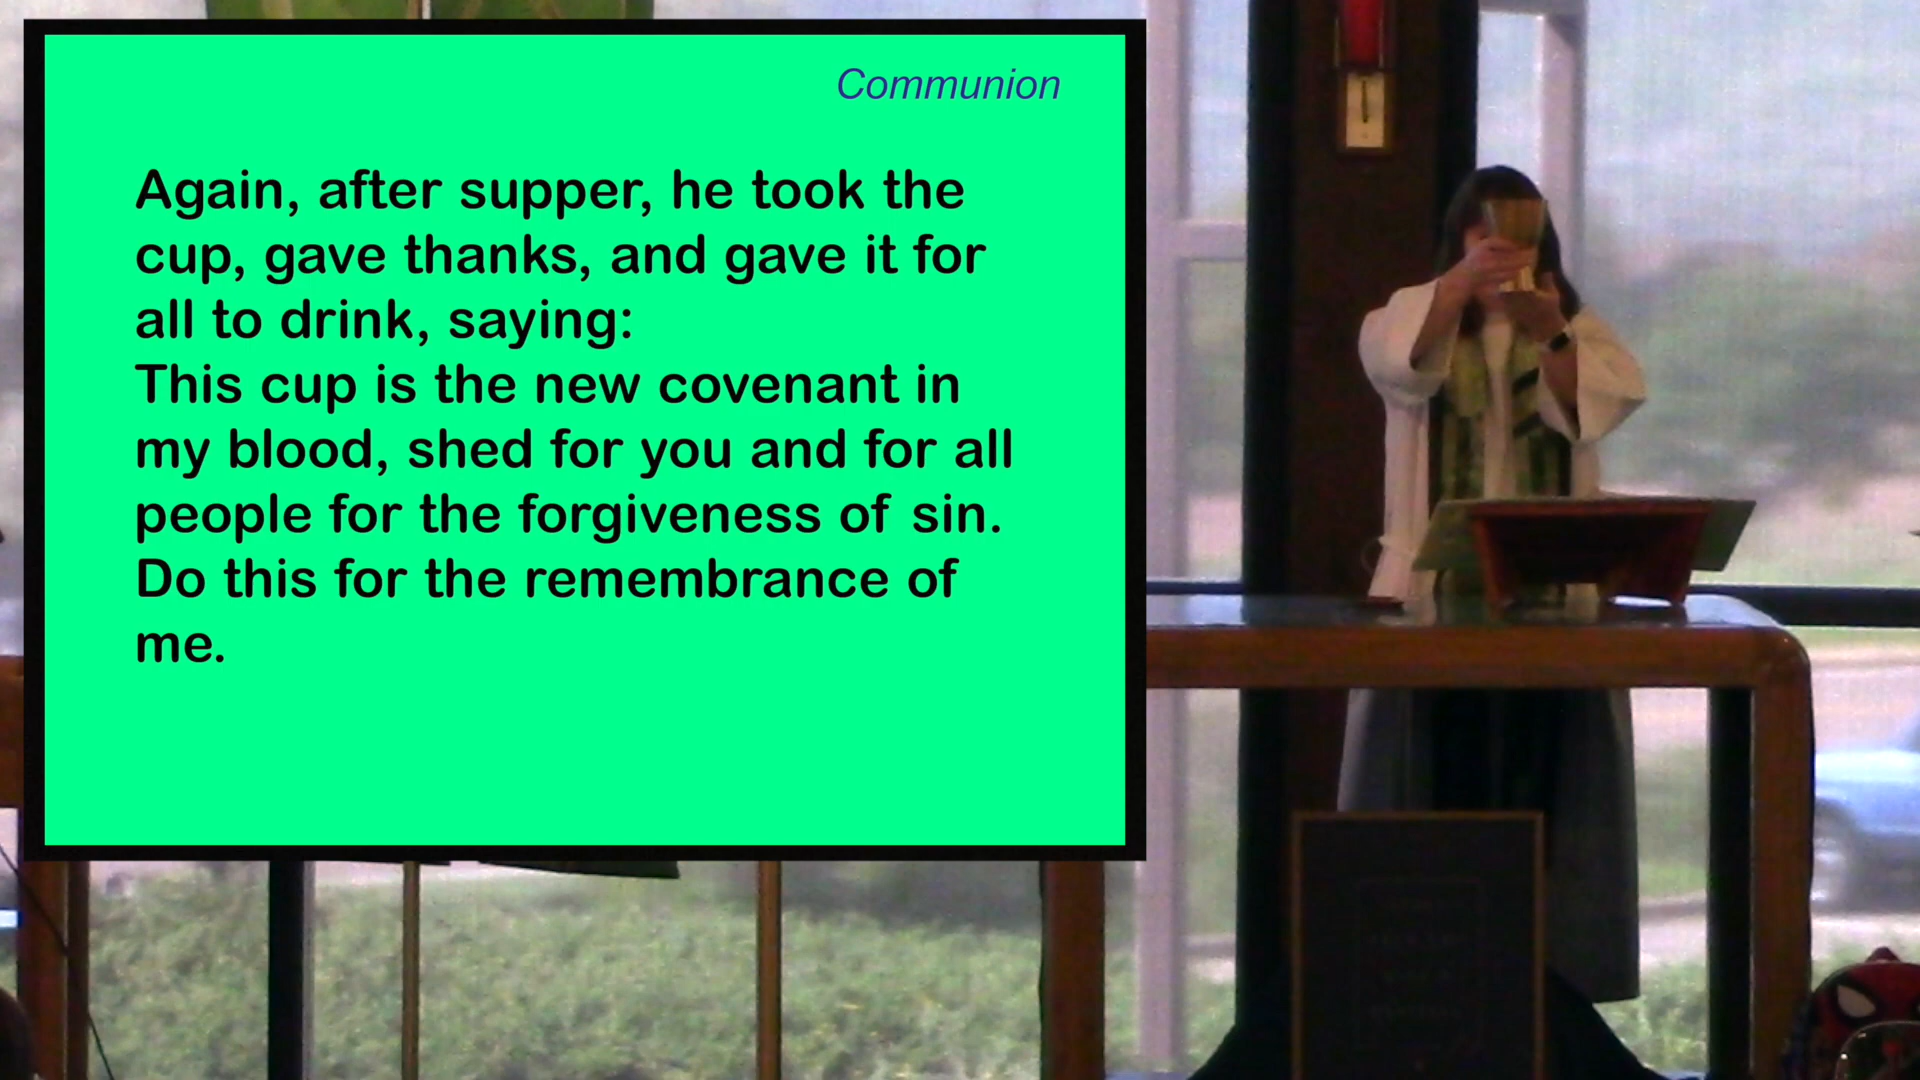 Communion
Again, after supper, he took the
cup, gave thanks, and gave it for
all to drink, saying:
This cup is the new covenant in
my blood, shed for you and for all
people for the forgiveness of sin.
Do this for the remembrance of
me.